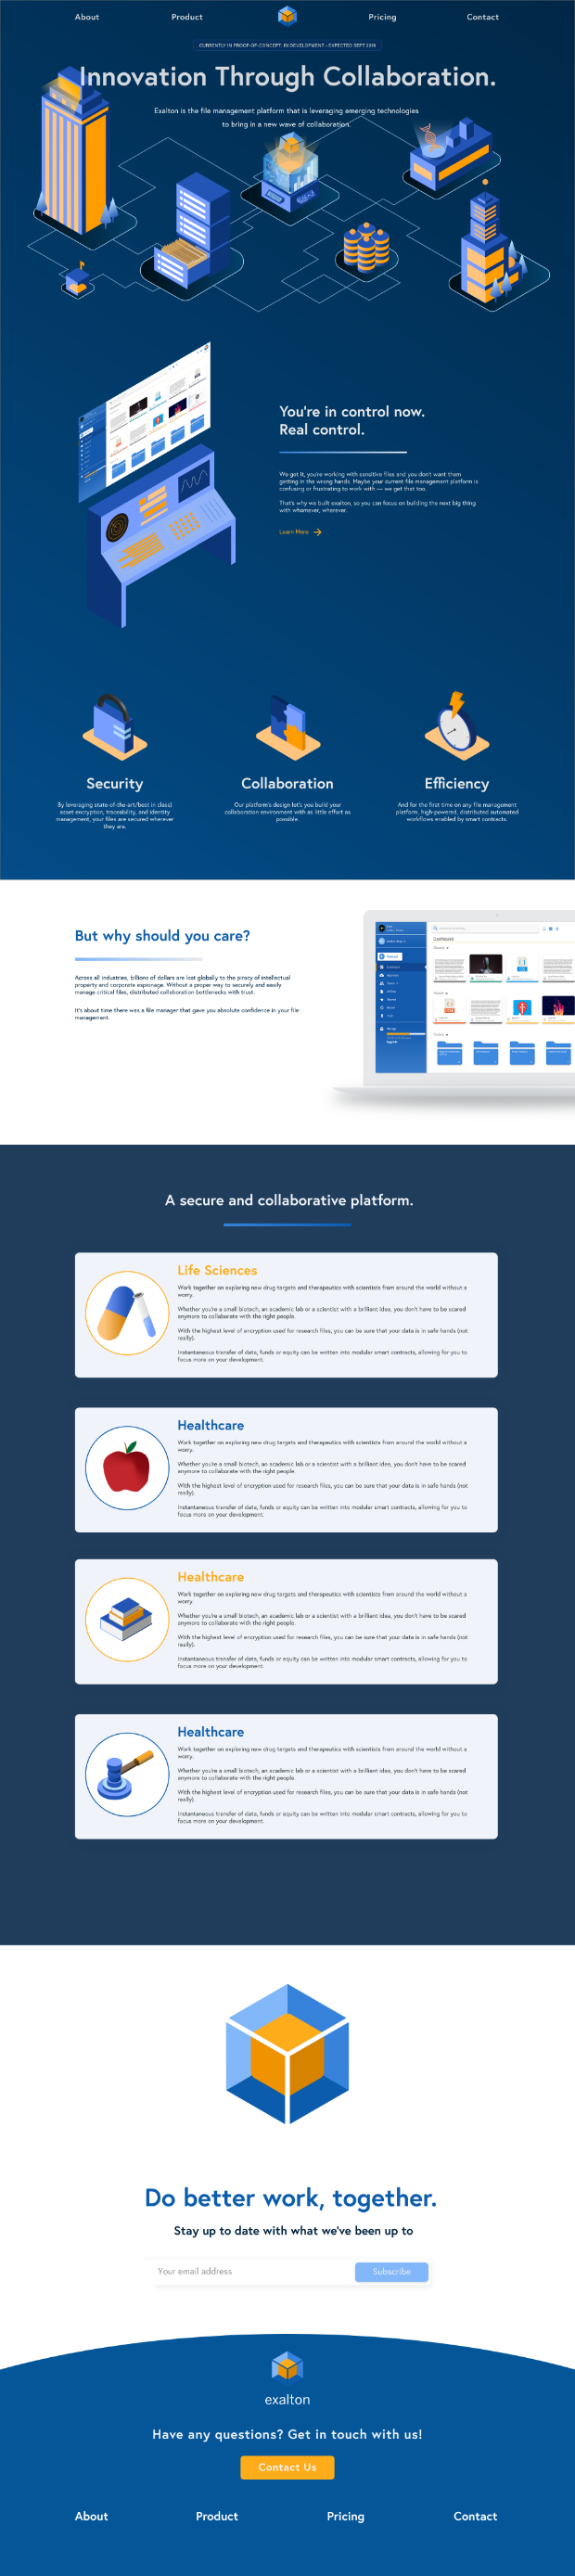 About
Product
Pricing
Contact
CURRENTLY IN PROOF-OF-CONCEPT DEVELOPMENT - EXPECTED SEPT 2018
Innovation Through Collaboration.
Exalton is the file management platform that is leveraging emerging technologies
to bring in a new wave of collaboration.
You're in control now.
Real control.
We get it, you're working with sensitive files and you don't want them
getting in the wrong hands. Maybe your current file management platform is
confusing or frustrating to work with — we get that too.
That's why we built exalton, so you can focus on building the next big thing
with whomever, wherever.
Learn More
Security
Collaboration
Efficiency
By leveraging state-of-the-art(best in class)
asset encryption, traceability, and identity
management, your files are secured wherever
they are.
Our platform's design let's you build your
collaboration environment with as little effort as
possible.
And for the first time on any file management
platform, high-powered, distributed automated
workflows enabled by smart contracts.
But why should you care?
Across all industries, billions of dollars are lost globally to the piracy of intellectual
property and corporate espionage. Without a proper way to securely and easily
manage critical files, distributed collaboration bottlenecks with trust.
It's about time there was a file manager that gave you absolute confidence in your file
management.
Dashboard
A secure and collaborative platform.
Life Sciences
Work together on exploring new drug targets and therapeutics with scientists from around the world without a
worry.
Whether you're a small biotech, an academic lab or a scientist with a brilliant idea, you don't have to be scared
anymore to collaborate with the right people.
With the highest level of encryption used for research files, you can be sure that your data is in safe hands (not
really).
Instantaneous transfer of data, funds or equity can be written into modular smart contracts, allowing for you to
focus more on your development.
Healthcare
Work together on exploring new drug targets and therapeutics with scientists from around the world without a
worry.
Whether you're a small biotech, an academic lab or a scientist with a brilliant idea, you don't have to be scared
anymore to collaborate with the right people.
With the highest level of encryption used for research files, you can be sure that your data is in safe hands (not
really).
Instantaneous transfer of data, funds or equity can be written into modular smart contracts, allowing for you to
focus more on your development.
Healthcare
Work together on exploring new drug targets and therapeutics with scientists from around the world without a
worry.
Whether you're a small biotech, an academic lab or a scientist with a brilliant idea, you don't have to be scared
anymore to collaborate with the right people.
With the highest level of encryption used for research files, you can be sure that your data is in safe hands (not
really).
Instantaneous transfer of data, funds or equity can be written into modular smart contracts, allowing for you to
focus more on your development.
Healthcare
Work together on exploring new drug targets and therapeutics with scientists from around the world without a
worry.
Whether you're a small biotech, an academic lab or a scientist with a brilliant idea, you don't have to be scared
anymore to collaborate with the right people.
With the highest level of encryption used for research files, you can be sure that your data is in safe hands (not
really).
Instantaneous transfer of data, funds or equity can be written into modular smart contracts, allowing for you to
focus more on your development.
Do better work, together.
Stay up to date with what we've been up to
Your email address
Subscribe
exalton
Have any questions? Get in touch with us!
Contact Us
About
Product
Pricing
Contact